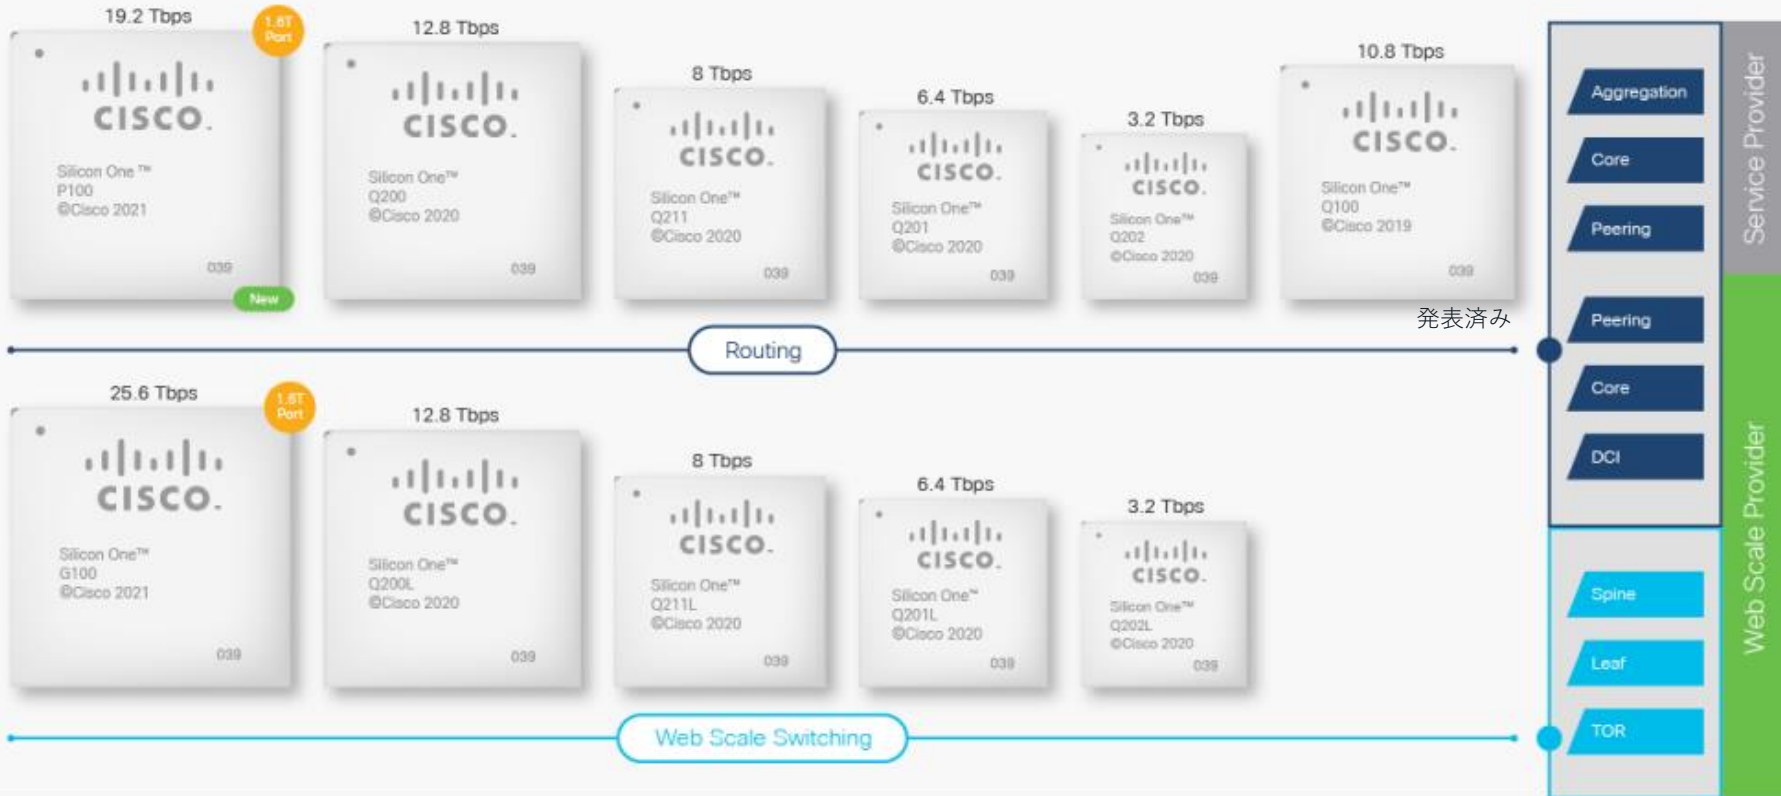 19.2 Tbps
1.6T
Port
CISCO.
Silicon One™
P100
©Cisco 2021
039
New
12.8 Tbps
CISCO.
Silicon One™
Q200
©Cisco 2020
039
8 Tbps
CISCO.
Silicon One™
Q211
©Cisco 2020
039
6.4 Tbps
CISCO.
Silicon One™
Q201
©Cisco 2020
039
3.2 Tbps
CISCO.
Silicon One™
Q202
©Cisco 2020
039
10.8 Tbps
CISCO.
Silicon One™
Q100
©Cisco 2019
039
発表済み
Routing
25.6 Tbps
1.6T
Port
CISCO.
Silicon One™
G100
©Cisco 2021
039
12.8 Tbps
CISCO.
Silicon One™
Q200L
©Cisco 2020
039
8 Tbps
CISCO.
Silicon One™
Q211L
©Cisco 2020
039
6.4 Tbps
CISCO.
Silicon One™
Q201L
©Cisco 2020
039
3.2 Tbps
CISCO.
Silicon One™
Q202L
©Cisco 2020
039
Web Scale Switching
Aggregation
Core
Peering
Service Provider
Peering
Core
DCI
Spine
Leaf
TOR
Web Scale Provider